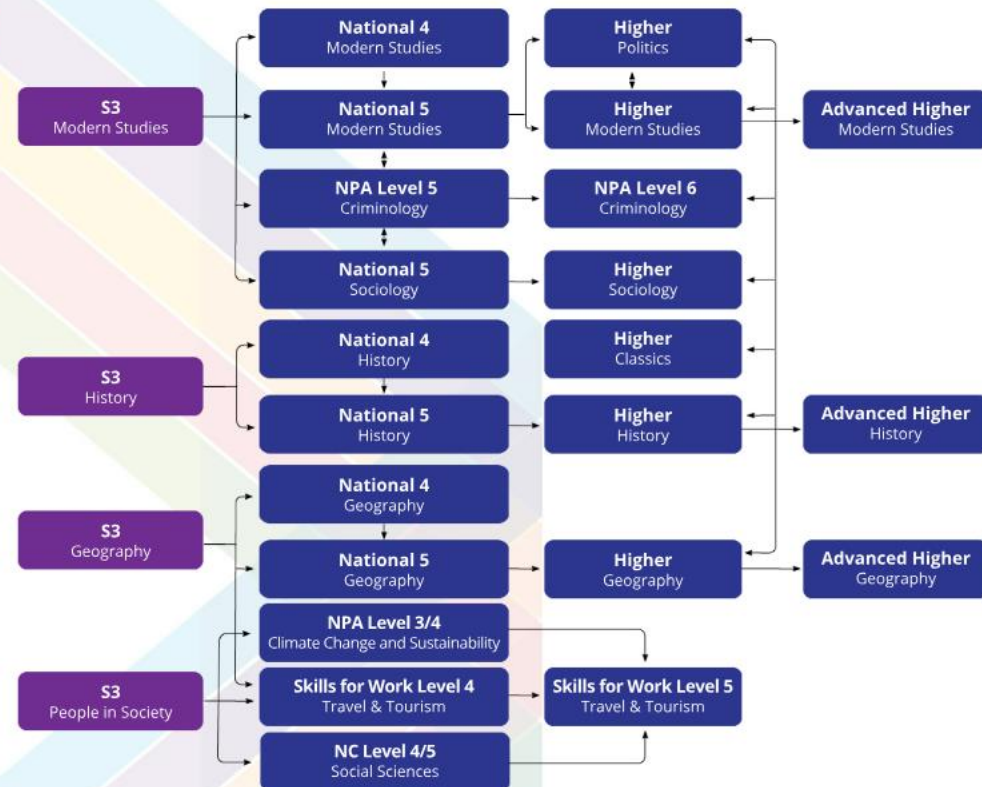 National 4
Modern Studies
Higher
Politics
S3
Modern Studies
National 5
Modern Studies
Higher
Modern Studies
Advanced Higher
Modern Studies
NPA Level 5
Criminology
NPA Level 6
Criminology
National 5
Sociology
Higher
Sociology
National 4
History
Higher
Classics
S3
History
National 5
History
Higher
History
Advanced Higher
History
National 4
Geography
S3
Geography
National 5
Geography
Higher
Geography
Advanced Higher
Geography
NPA Level 3/4
Climate Change and Sustainability
S3
People in Society
Skills for Work Level 4
Travel & Tourism
Skills for Work Level 5
Travel & Tourism
NC Level 4/5
Social Sciences